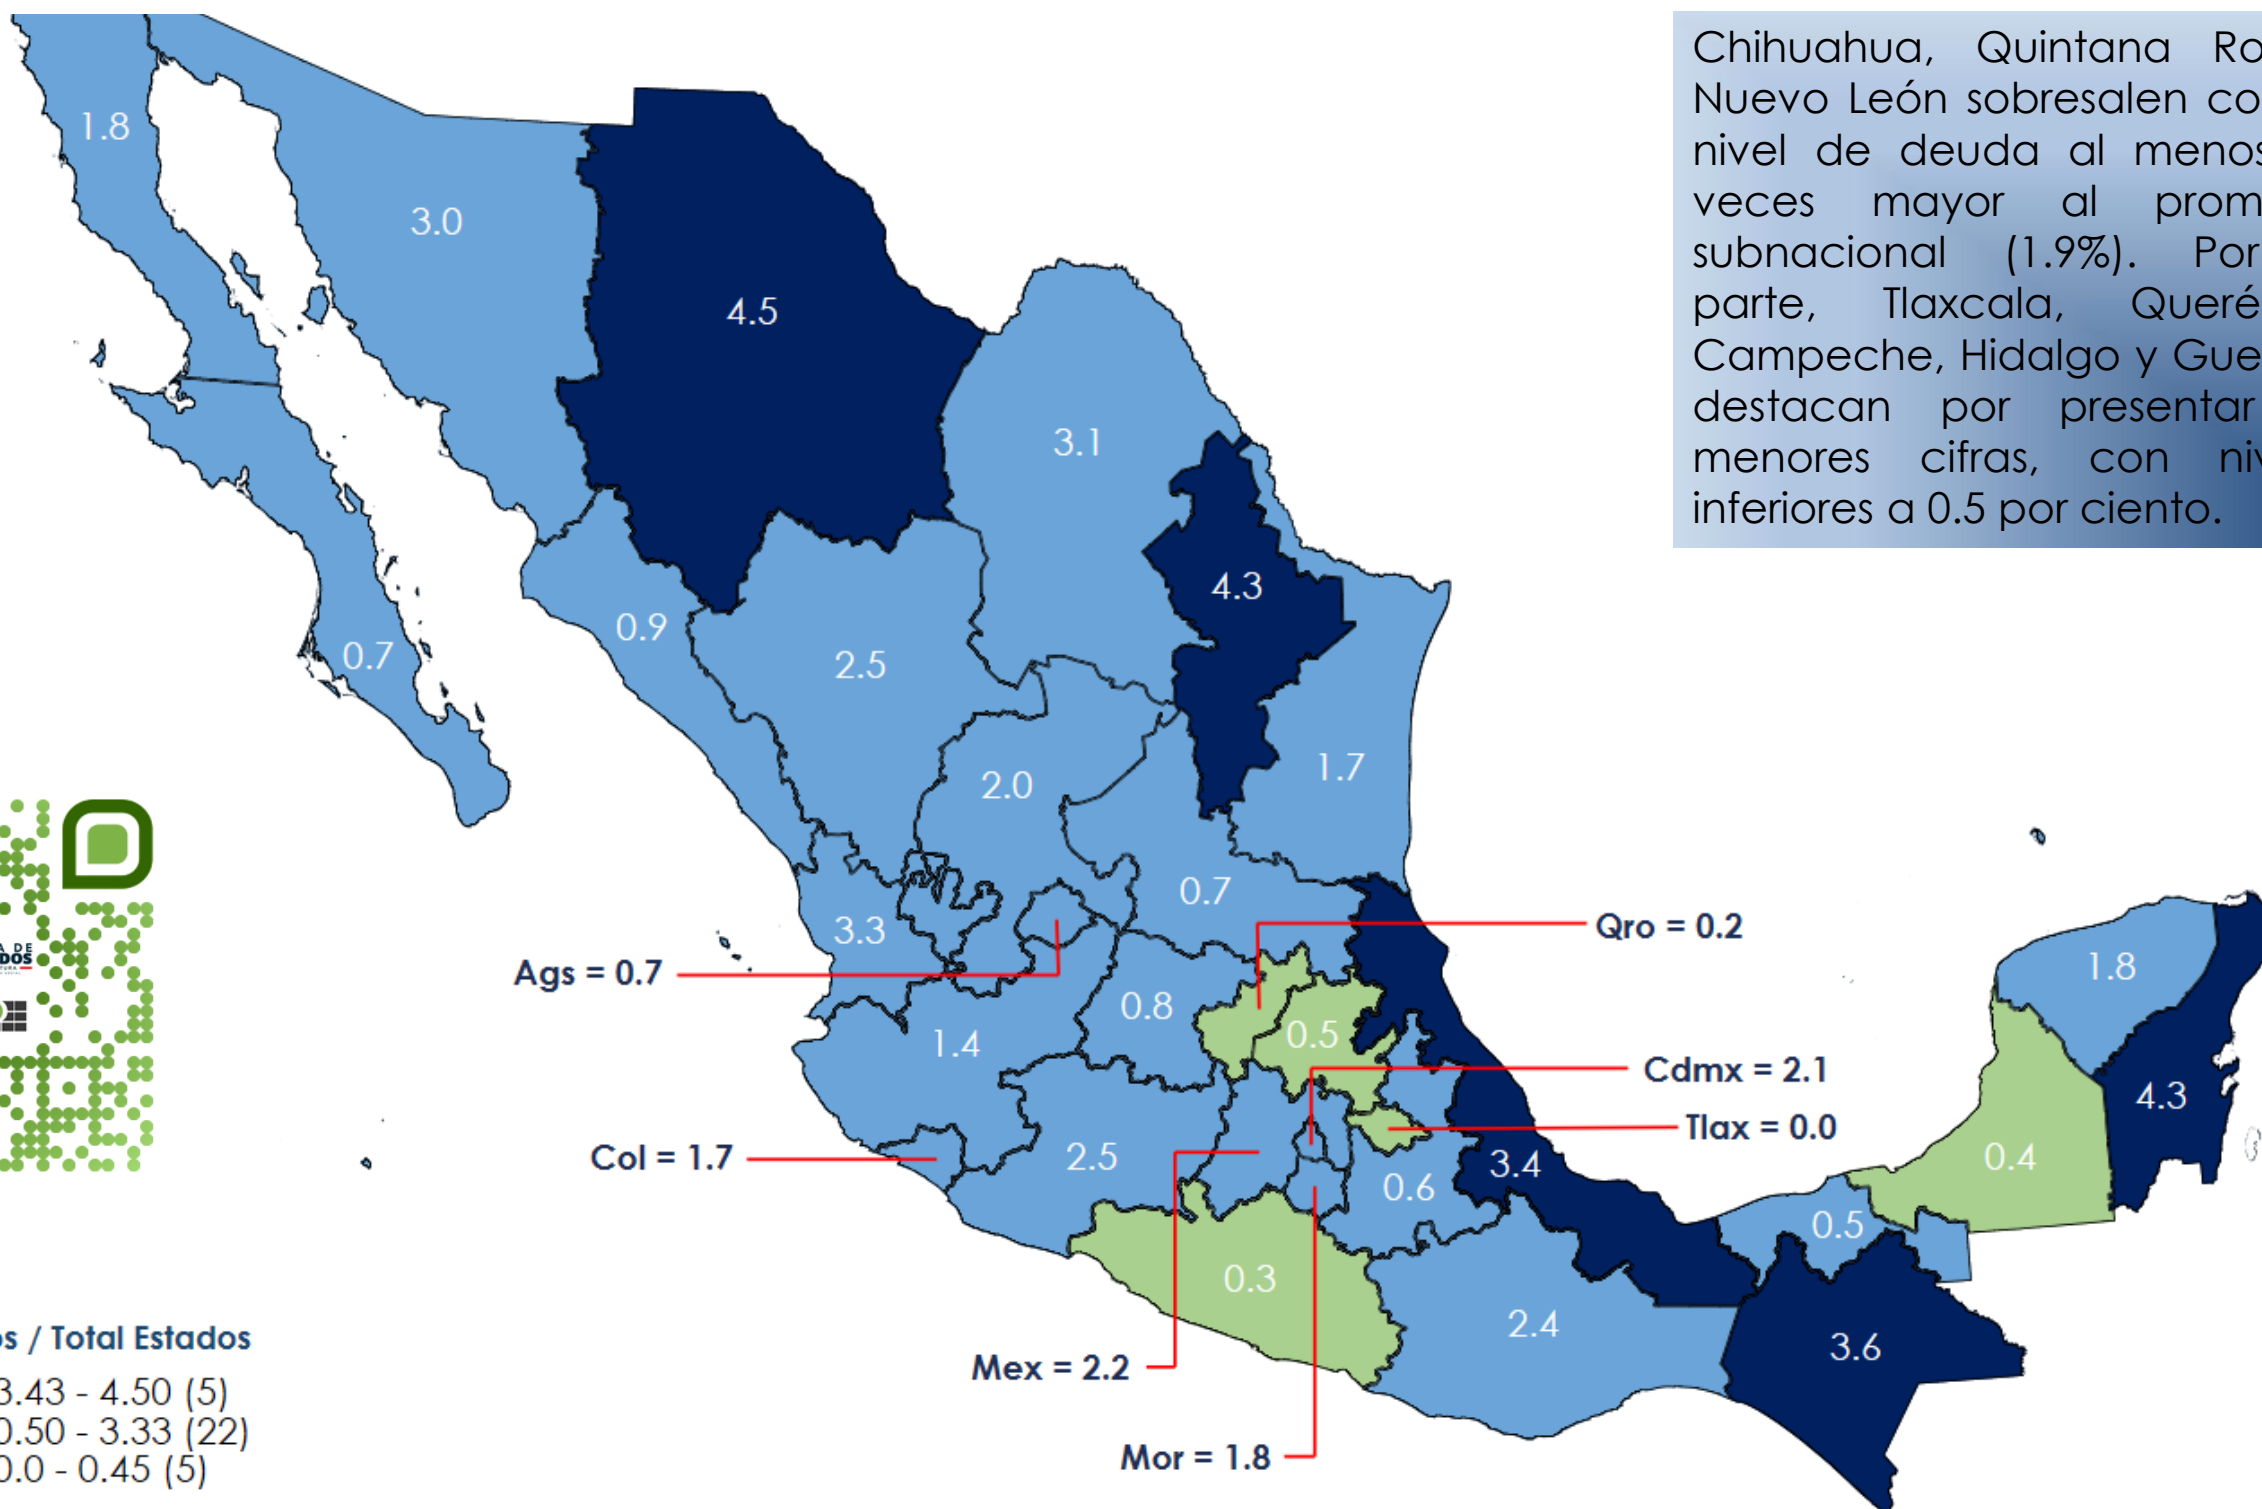 Chihuahua, Quintana Ro
Nuevo León sobresalen co
nivel de deuda al menos
veces mayor al prom
subnacional (1.9%). Por
parte, Tlaxcala, Queré
Campeche, Hidalgo y Gue
destacan por presentar
menores cifras, con niv
inferiores a 0.5 por ciento.
1.8
3.0
4.5
3.1
4.3
0.9
0.7
2.5
2.0
1.7
0.7
3.3
Qro = 0.2
Ags = 0.7
1.8
0.8
0.5
1.4
Cdmx = 2.1
4.3
Tlax = 0.0
Col = 1.7
2.5
3.4
0.4
0.6
0.5
0.3
2.4
3.6
Mex = 2.2
Mor = 1.8
A DE
DOS
os / Total Estados
3.43 - 4.50 (5)
0.50 - 3.33 (22)
0.0 - 0.45 (5)